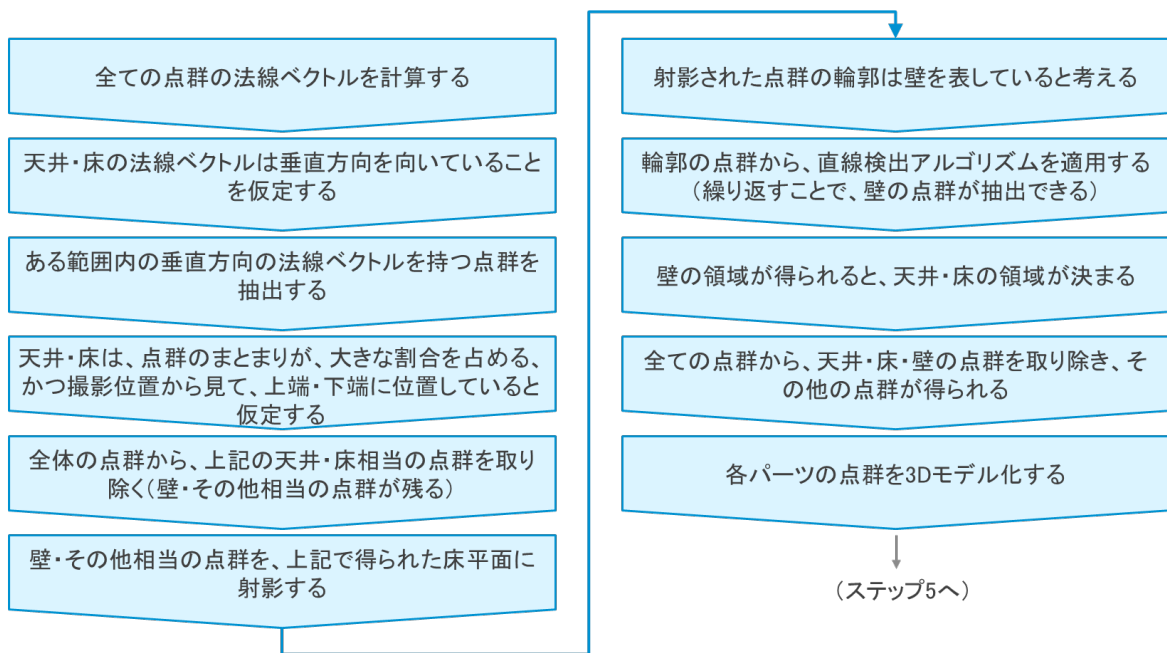 全ての点群の法線ベクトルを計算する
天井・床の法線ベクトルは垂直方向を向いていること
を仮定する
ある範囲内の垂直方向の法線ベクトルを持つ点群を
抽出する
天井・床は、点群のまとまりが、大きな割合を占める、
かつ撮影位置から見て、上端・下端に位置していると
仮定する
全体の点群から、上記の天井・床相当の点群を取り
除く（壁・その他相当の点群が残る）
壁・その他相当の点群を、上記で得られた床平面に
射影する
射影された点群の輪郭は壁を表していると考える
輪郭の点群から、直線検出アルゴリズムを適用する
（繰り返すことで、壁の点群が抽出できる）
壁の領域が得られると、天井・床の領域が決まる
全ての点群から、天井・床・壁の点群を取り除き、そ
の他の点群が得られる
各パーツの点群を3Dモデル化する
（ステップ5へ）